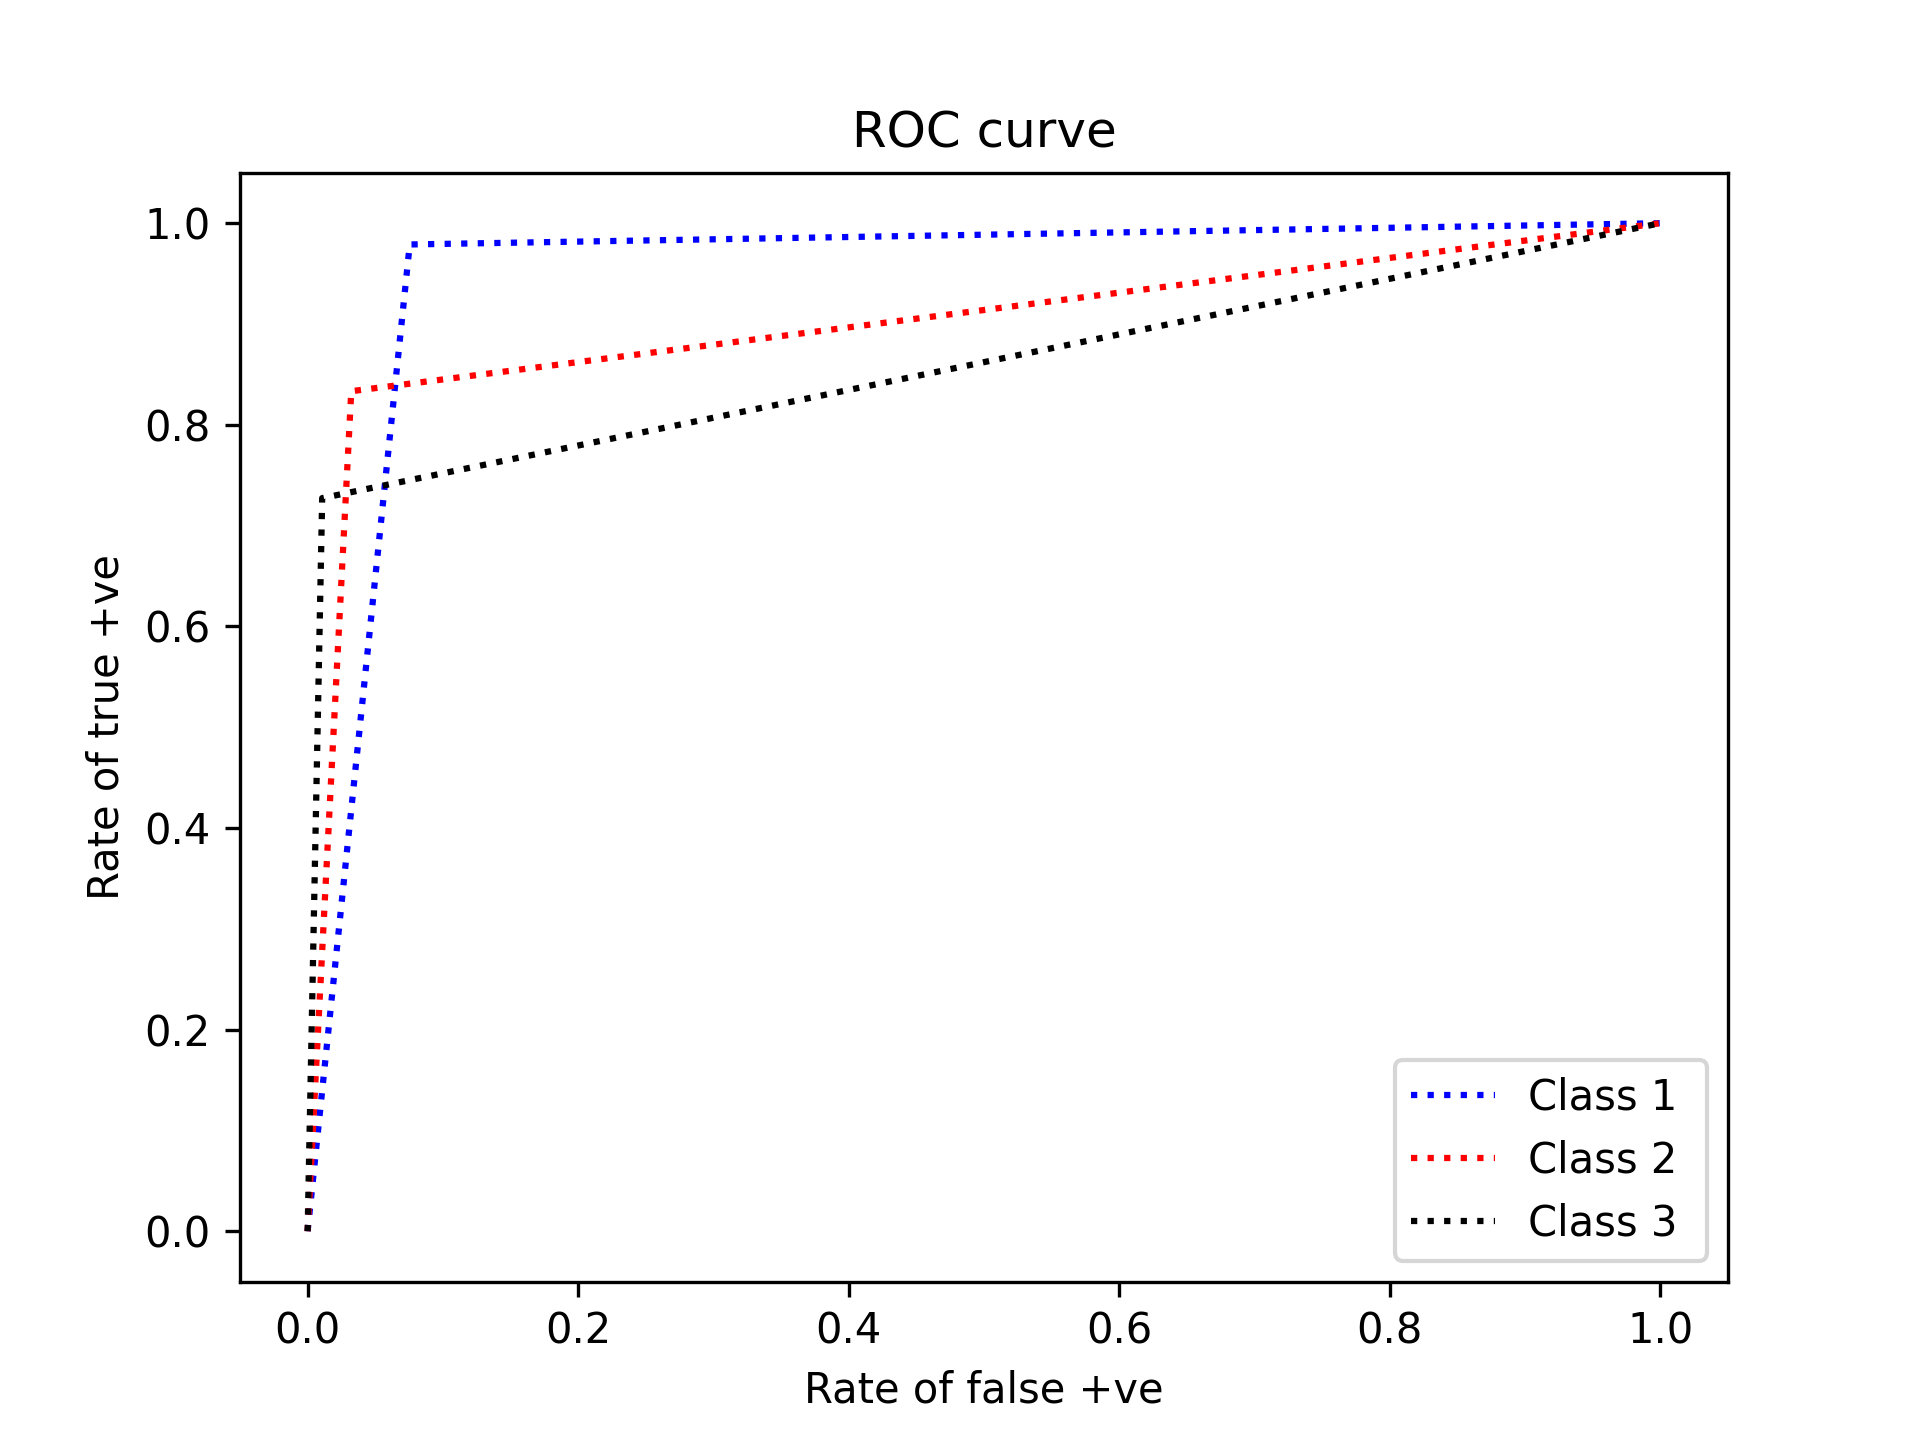 ROC curve
1.0
0.8
0.6
0.4
0.2
0.0
Rate of true +ve
Class 1
Class 2
Class 3
0.0 0.2 0.4 0.6 0.8 1.0
Rate of false +ve